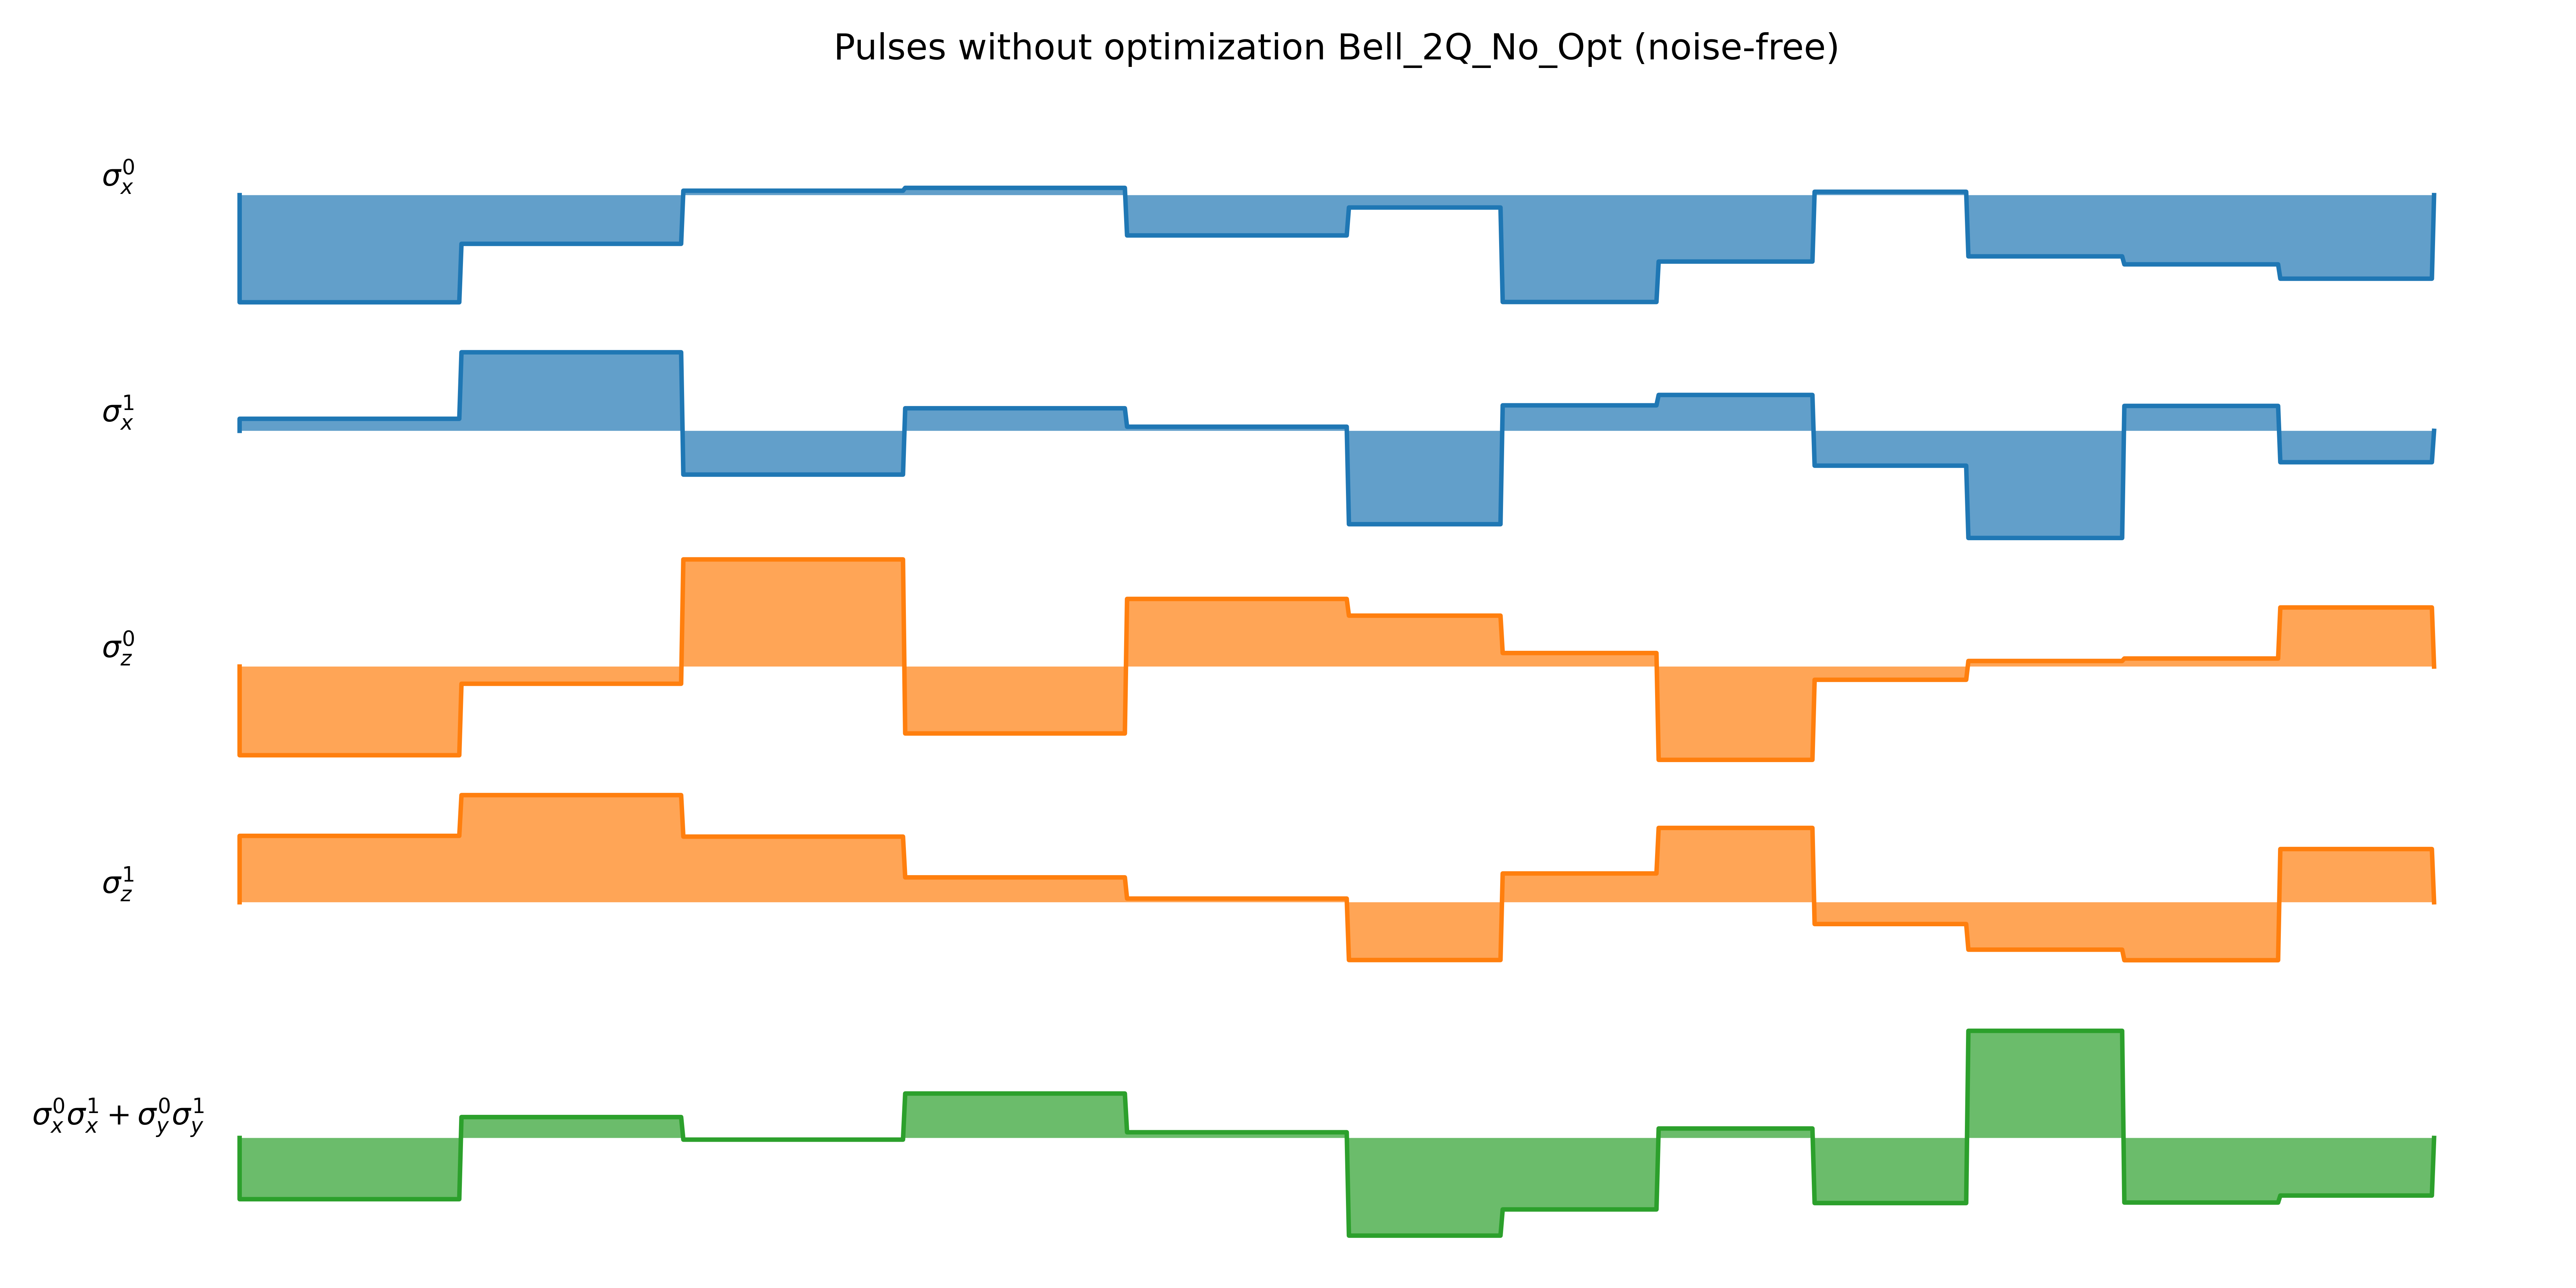 Pulses without optimization Bell_2Q_No_Opt (noise-free)
σ_x^0
σ_x^1
σ_z^0
σ_z^1
σ_x^0σ_x^1 + σ_y^0σ_y^1